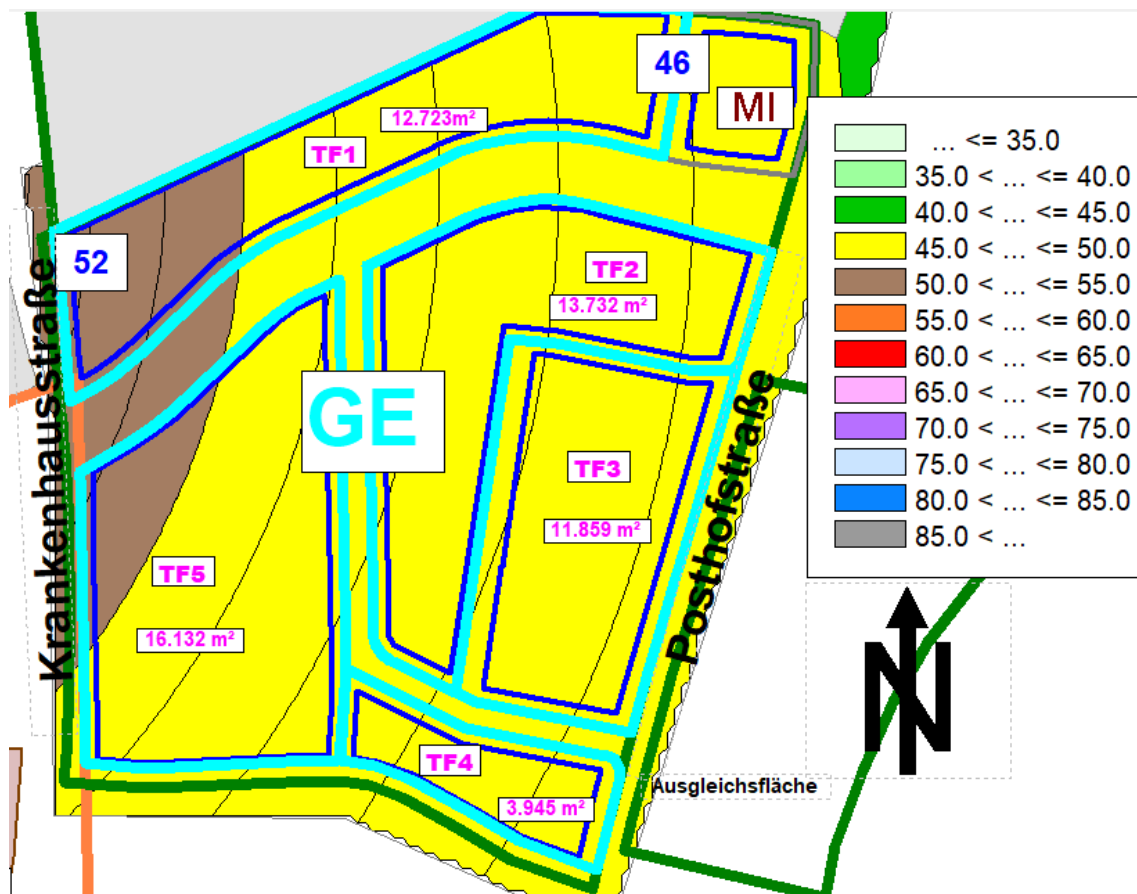 46
MI
12.723m²
TF1
52
TF2
13.732 m²
GE
TF3
11.859 m²
TF5
16.132 m²
TF4
3.945 m²
Krankenhausstraße
Posthofstraße
Ausgleichsfläche
N
... <= 35.0
35.0 < ... <= 40.0
40.0 < ... <= 45.0
45.0 < ... <= 50.0
50.0 < ... <= 55.0
55.0 < ... <= 60.0
60.0 < ... <= 65.0
65.0 < ... <= 70.0
70.0 < ... <= 75.0
75.0 < ... <= 80.0
80.0 < ... <= 85.0
85.0 < ...